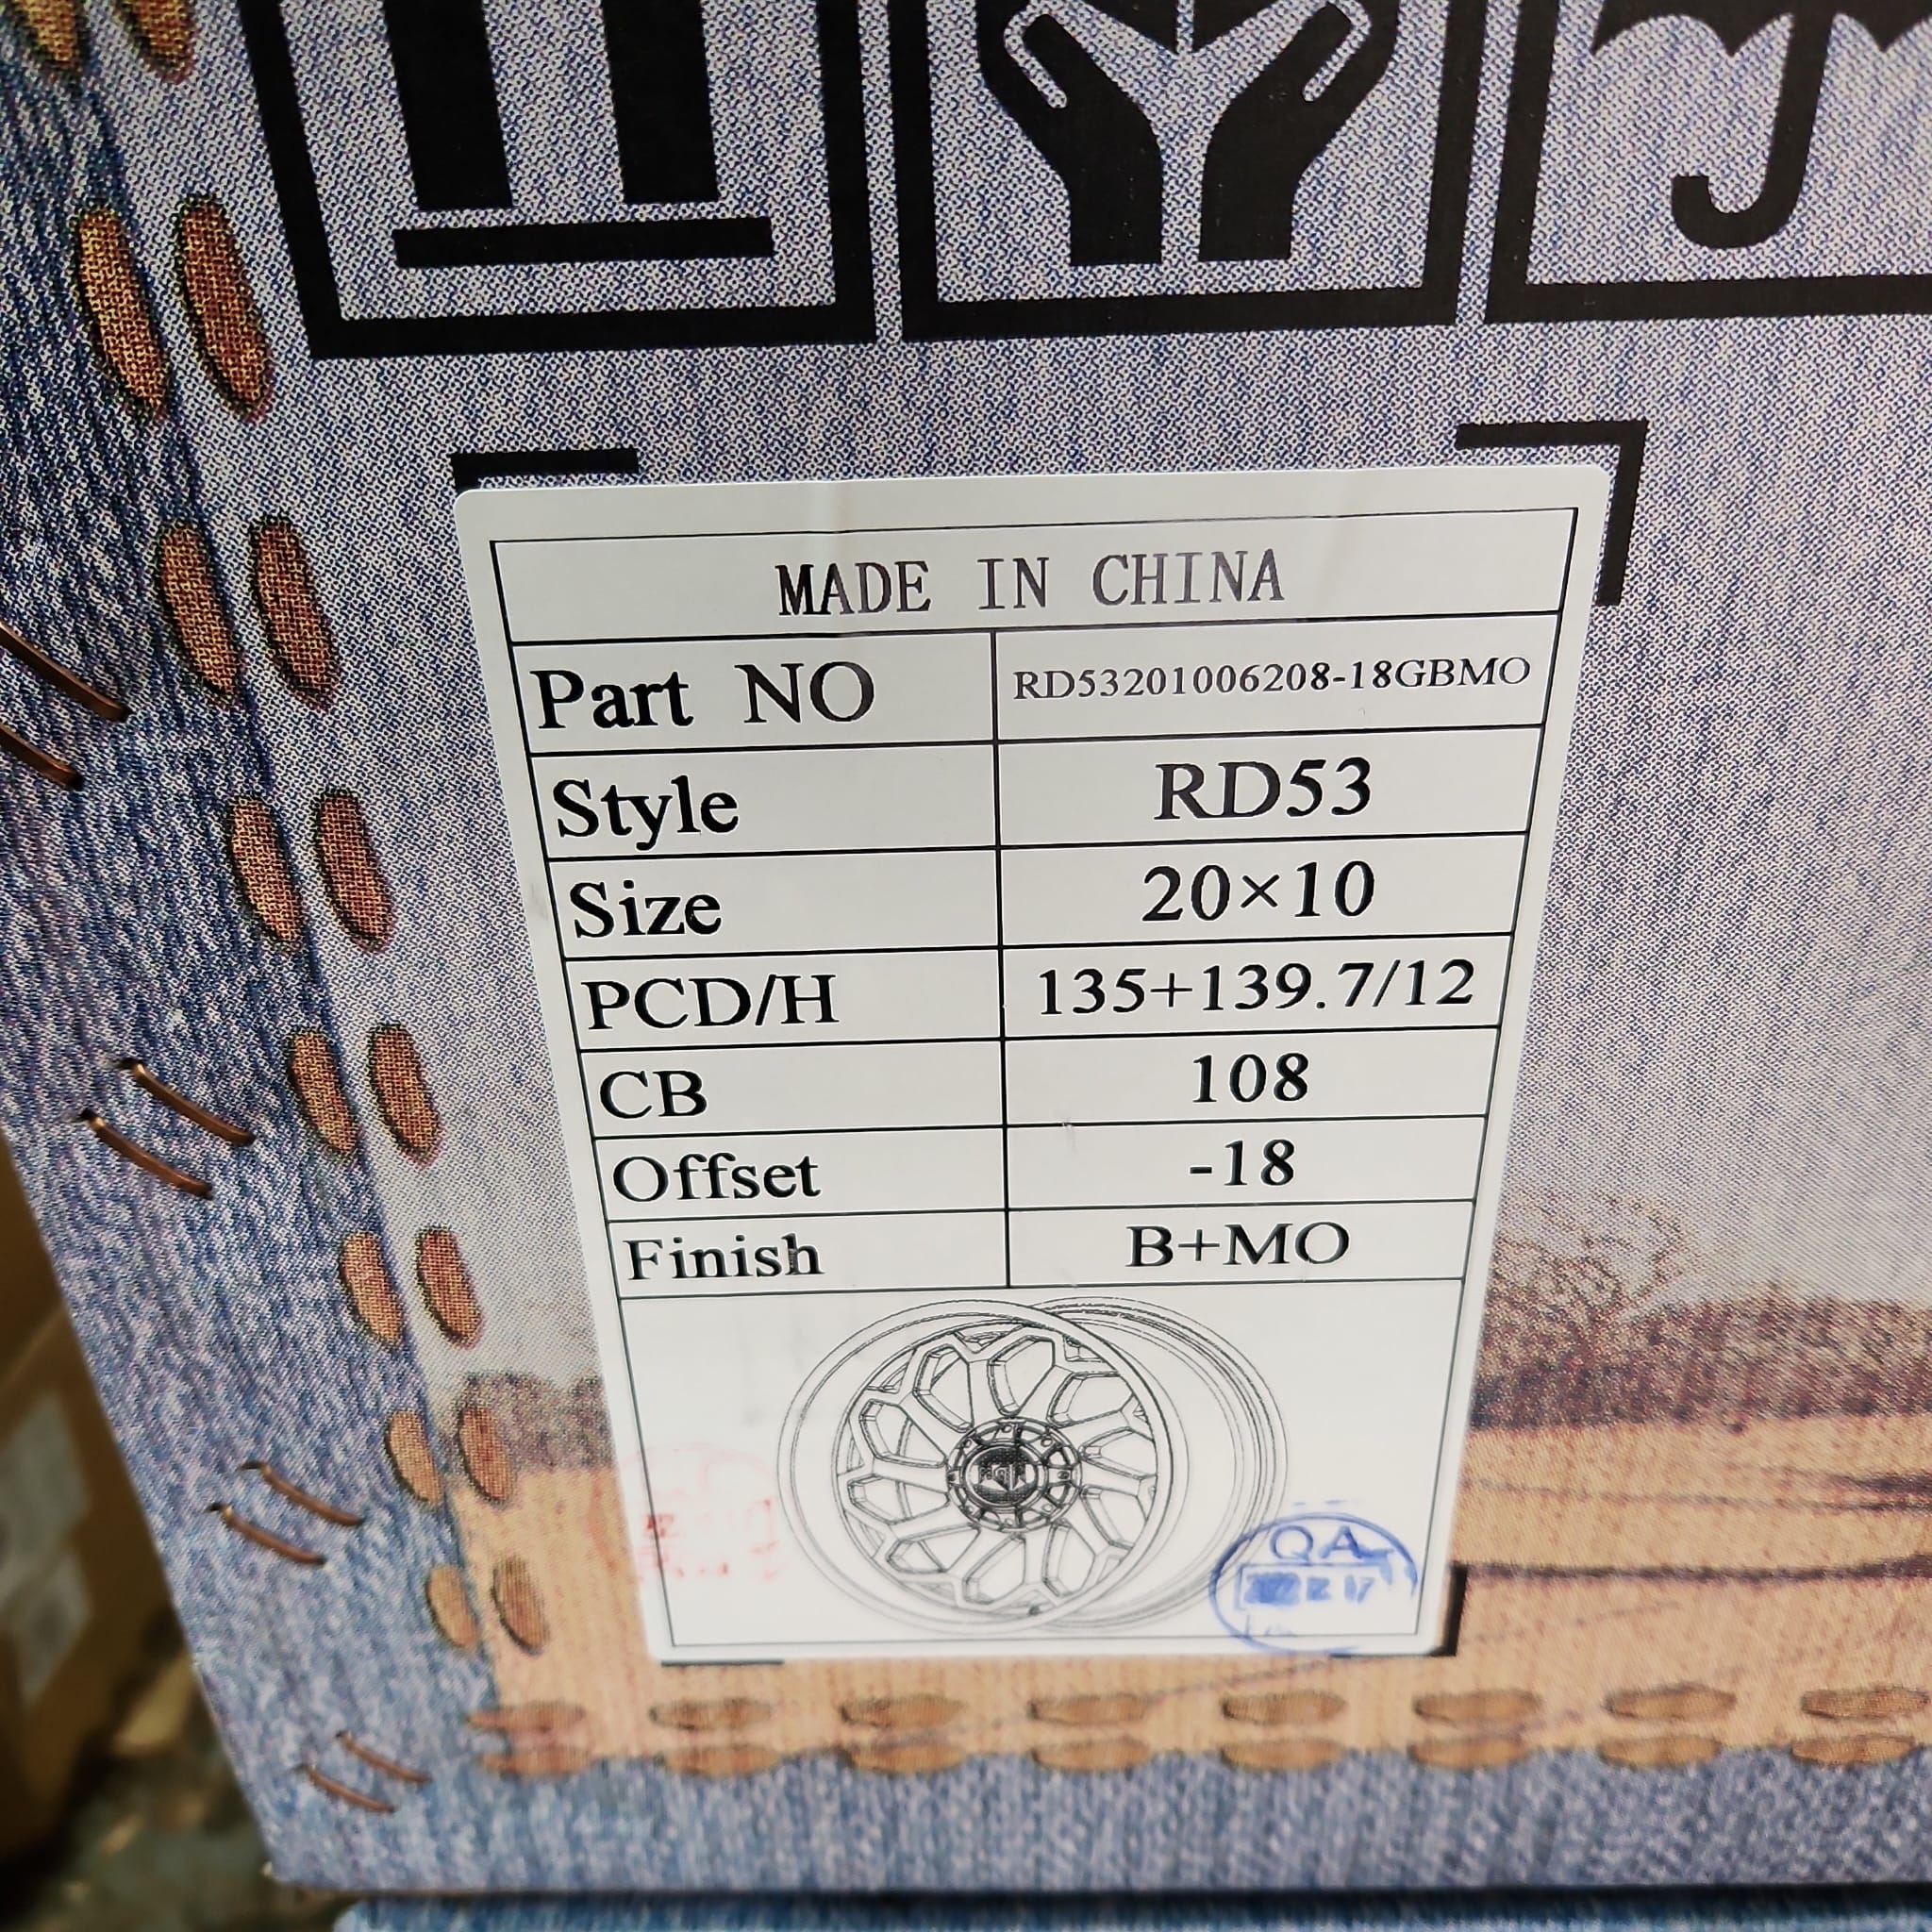 MADE IN CHINA
Part NO RD53201006208-18GBMO
Style RD53
Size 20×10
PCD/H 135+139.7/12
CB 108
Offset -18
Finish B+MO
QA